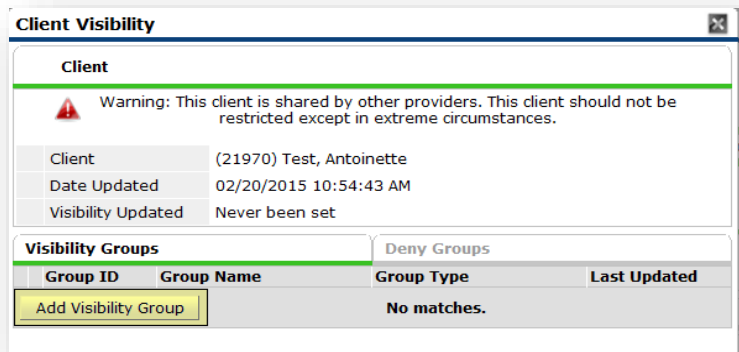 Client Visibility
Client
Warning: This client is shared by other providers. This client should not be
restricted except in extreme circumstances.
Client (21970) Test, Antoinette
Date Updated 02/20/2015 10:54:43 AM
Visibility Updated Never been set
Visibility Groups Deny Groups
Group ID Group Name Group Type Last Updated
Add Visibility Group No matches.